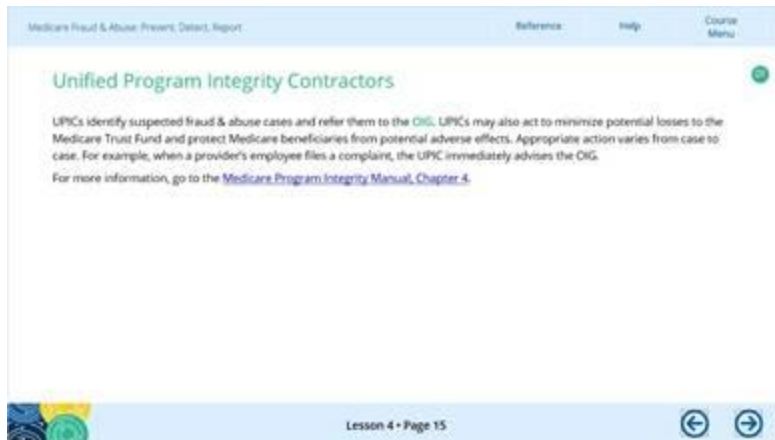 Medicare Fraud & Abuse: Prevent, Detect, Report
Reference
Help
Course
Menu
Unified Program Integrity Contractors
UPICs identify suspected fraud & abuse cases and refer them to the OIG. UPICs may also act to minimize potential losses to the
Medicare Trust Fund and protect Medicare beneficiaries from potential adverse effects. Appropriate action varies from case to
case. For example, when a provider's employee files a complaint, the UPIC immediately advises the OIG.
For more information, go to the Medicare Program Integrity Manual, Chapter 4.
Lesson 4 • Page 15